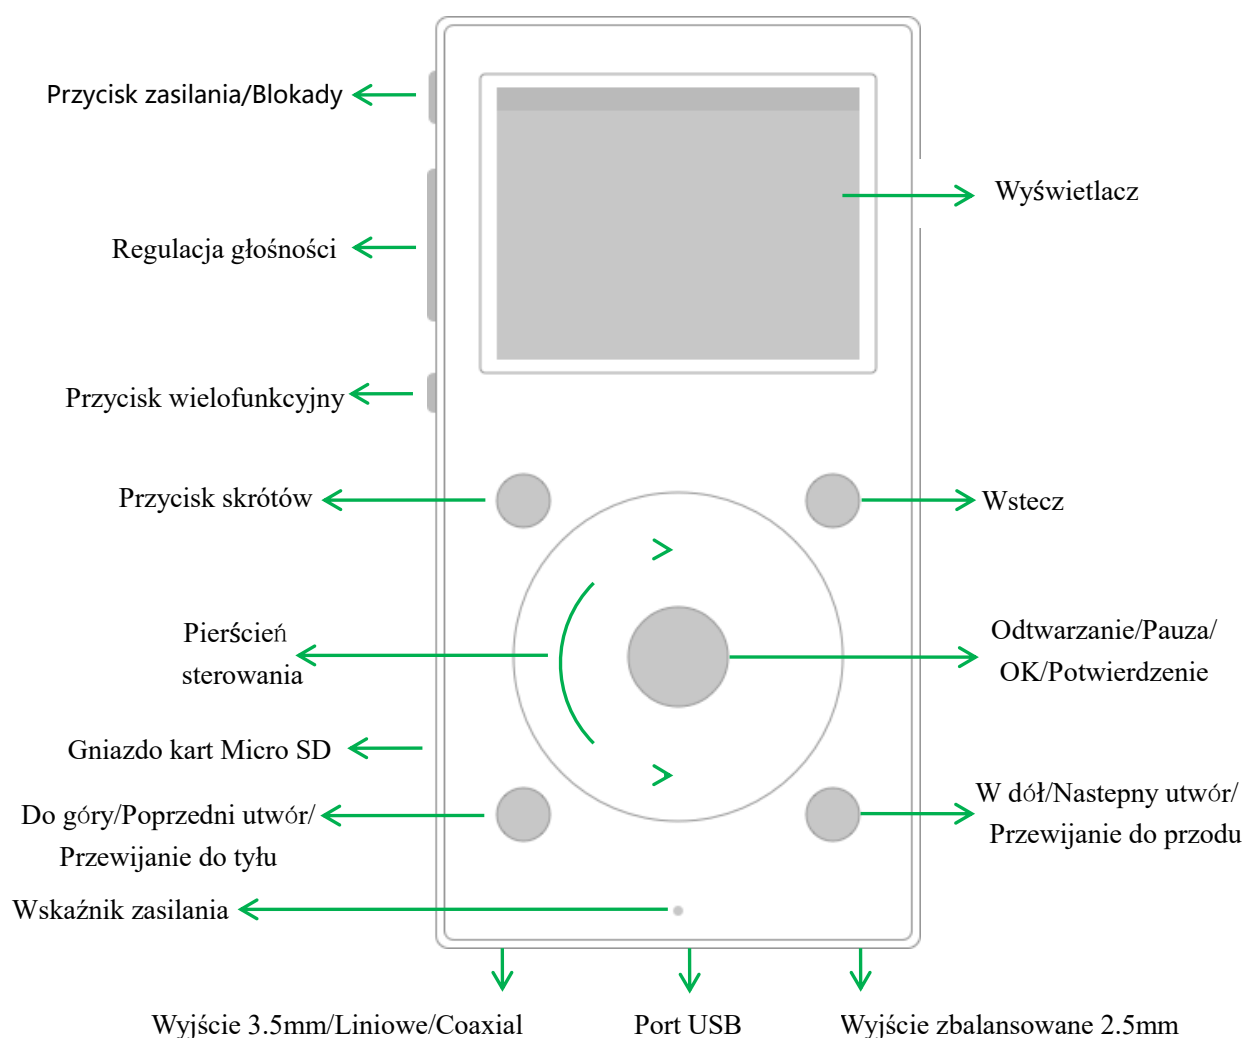 Przycisk zasilania/Blokady
Wyświetlacz
Regulacja głośności
Przycisk wielofunkcyjny
Przycisk skrótów
Wstecz
Pierścień
sterowania
Odtwarzanie/Pauza/
OK/Potwierdzenie
Gniazdo kart Micro SD
Do góry/Poprzedni utwór/
Przewijanie do tyłu
W dół/Nastepny utwór/
Przewijanie do przodu
Wskaźnik zasilania
Wyjście 3.5mm/Liniowe/Coaxial
Port USB
Wyjście zbalansowane 2.5mm